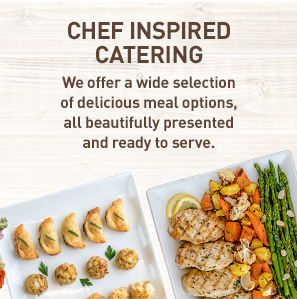 CHEF INSPIRED
CATERING
We offer a wide selection
of delicious meal options,
all beautifully presented
and ready to serve.